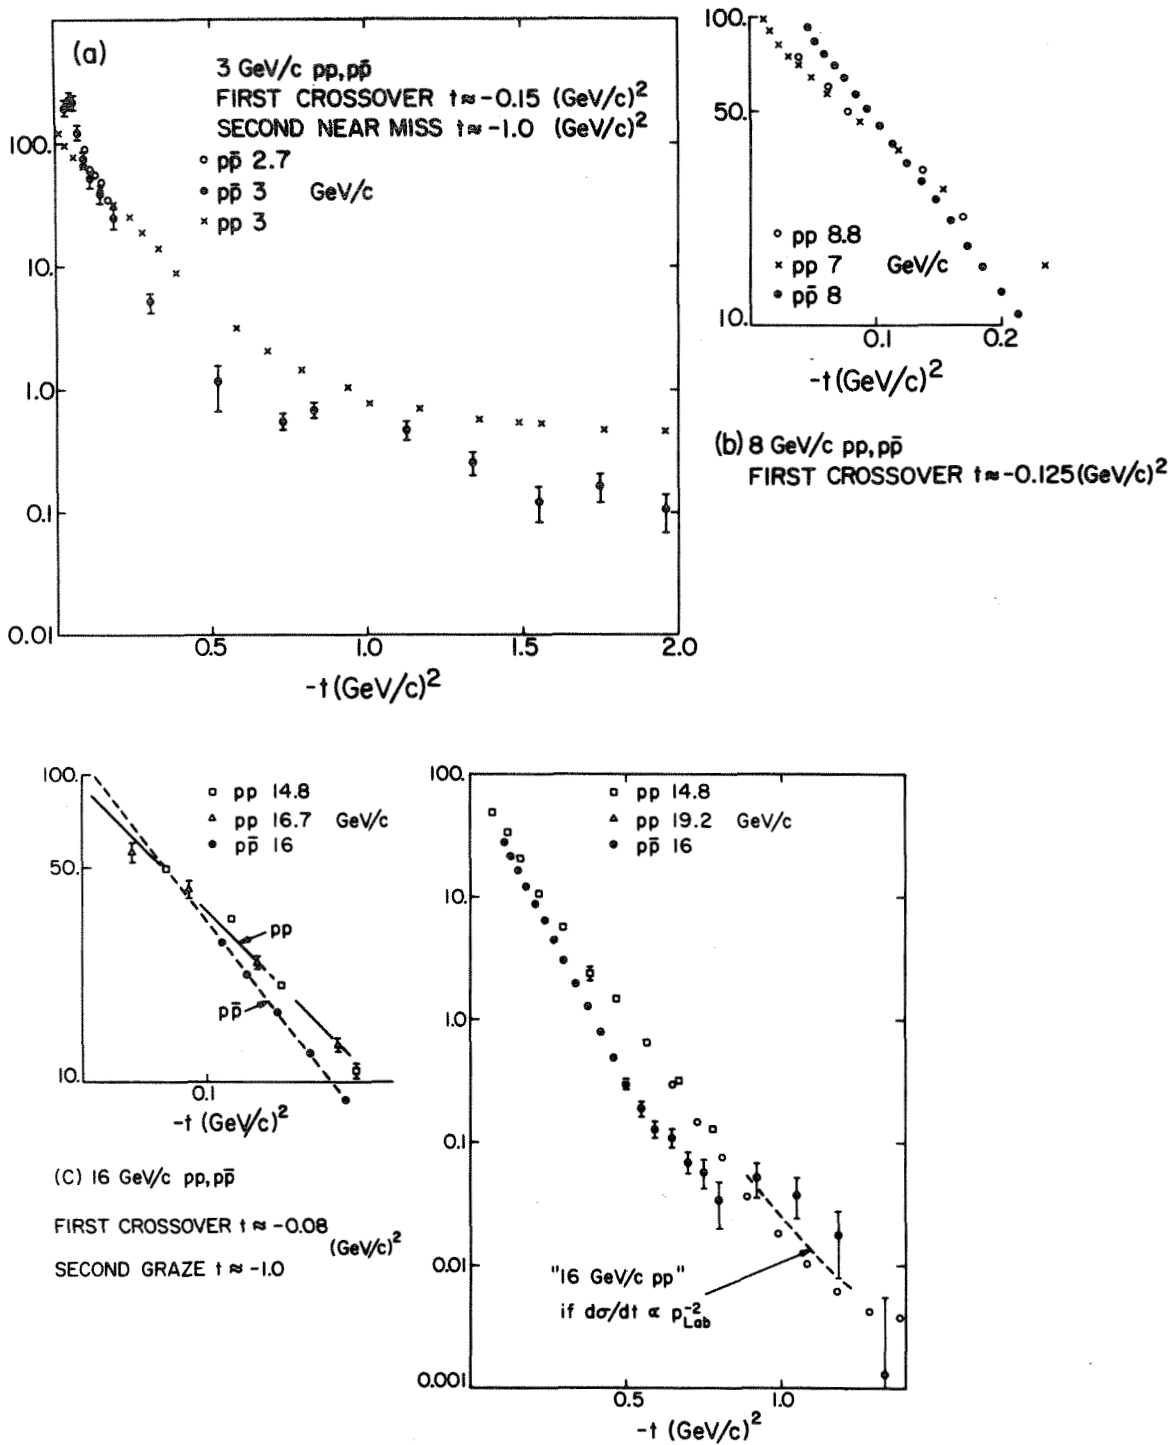 (a)
3 GeV/c pp, pp̄
FIRST CROSSOVER t≈-0.15 (GeV/c)²
SECOND NEAR MISS t≈-1.0 (GeV/c)²
pp̄ 2.7
pp̄ 3 GeV/c
pp 3
100.
10.
1.0
0.1
0.01
0.5 1.0 1.5 2.0
-t (GeV/c)²
100.
50.
10.
pp 8.8
pp 7 GeV/c
pp̄ 8
0.1 0.2
-t (GeV/c)²
(b) 8 GeV/c pp, pp̄
FIRST CROSSOVER t≈-0.125(GeV/c)²
100.
50.
10.
pp 14.8
pp 16.7 GeV/c
pp̄ 16
pp
pp̄
0.1
-t (GeV/c)²
(C) 16 GeV/c pp, pp̄
FIRST CROSSOVER t ≈ -0.08
(GeV/c)²
SECOND GRAZE t ≈ -1.0
100.
10.
1.0
0.1
0.01
0.001
pp 14.8
pp 19.2 GeV/c
pp̄ 16
"16 GeV/c pp"
if dσ/dt ∝ p_Lab^-2
0.5 1.0
-t (GeV/c)²